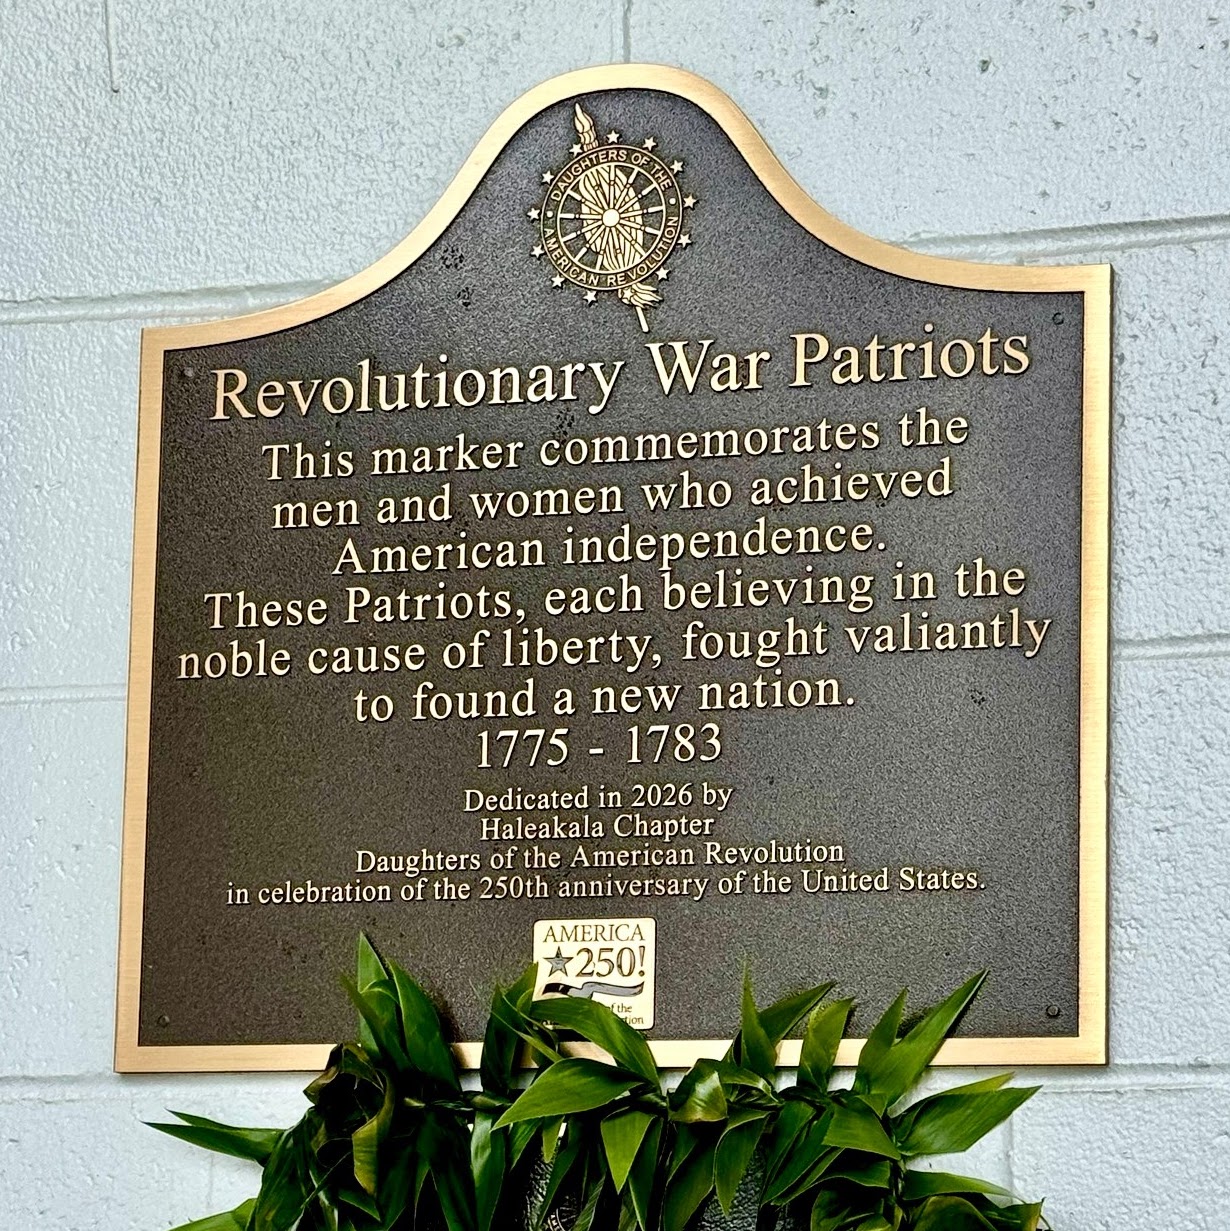 DAUGHTERS OF THE
AMERICAN REVOLUTION
Revolutionary War Patriots
This marker commemorates the
men and women who achieved
American independence.
These Patriots, each believing in the
noble cause of liberty, fought valiantly
to found a new nation.
1775 - 1783
Dedicated in 2026 by
Haleakala Chapter
Daughters of the American Revolution
in celebration of the 250th anniversary of the United States.
AMERICA
250!
of the